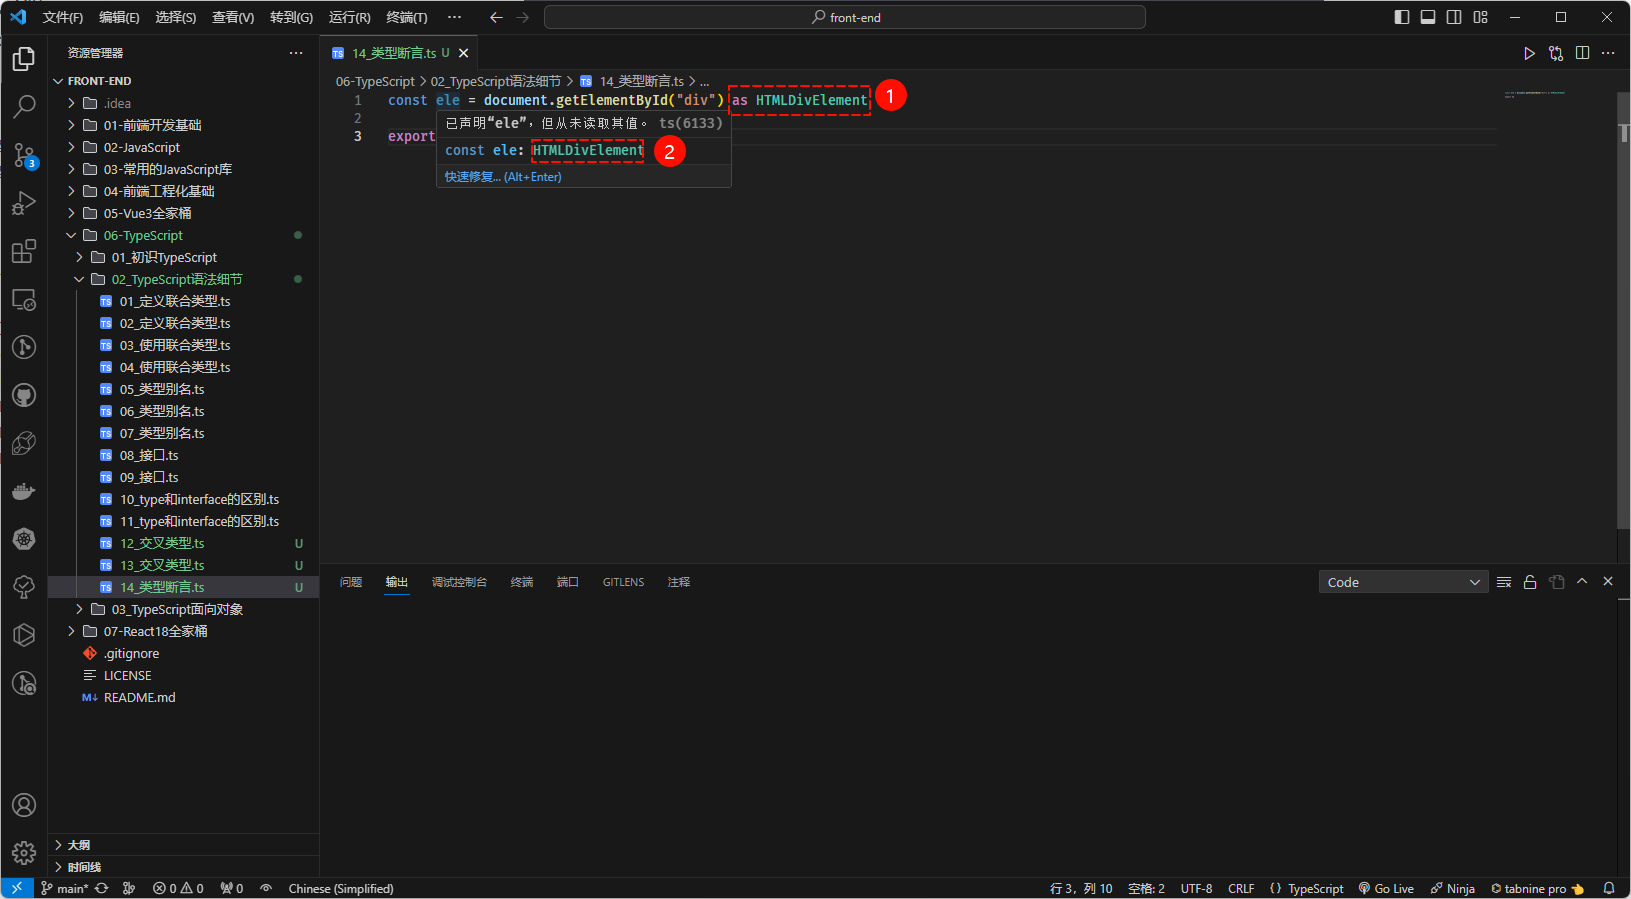 文件(F) 编辑(E) 选择(S) 查看(V) 转到(G) 运行(R) 终端(T) ··· front-end
资源管理器 ···
FRONT-END
.idea
01-前端开发基础
02-JavaScript
03-常用的JavaScript库
04-前端工程化基础
05-Vue3全家桶
06-TypeScript
01_初识TypeScript
02_TypeScript语法细节
TS 01_定义联合类型.ts
TS 02_定义联合类型.ts
TS 03_使用联合类型.ts
TS 04_使用联合类型.ts
TS 05_类型别名.ts
TS 06_类型别名.ts
TS 07_类型别名.ts
TS 08_接口.ts
TS 09_接口.ts
TS 10_type和interface的区别.ts
TS 11_type和interface的区别.ts
TS 12_交叉类型.ts U
TS 13_交叉类型.ts U
TS 14_类型断言.ts U
03_TypeScript面向对象
07-React18全家桶
.gitignore
LICENSE
M↓ README.md
大纲
时间线
3
TS 14_类型断言.ts U
06-TypeScript > 02_TypeScript语法细节 > TS 14_类型断言.ts > ...
1 const ele = document.getElementById("div") as HTMLDivElement 1
2
3 export
已声明“ele”，但从未读取其值。 ts(6133)
const ele: HTMLDivElement 2
快速修复... (Alt+Enter)
问题 输出 调试控制台 终端 端口 GITLENS 注释 Code
main* 0 0 0 Chinese (Simplified) 行 3，列 10 空格: 2 UTF-8 CRLF {} TypeScript Go Live Ninja tabnine pro